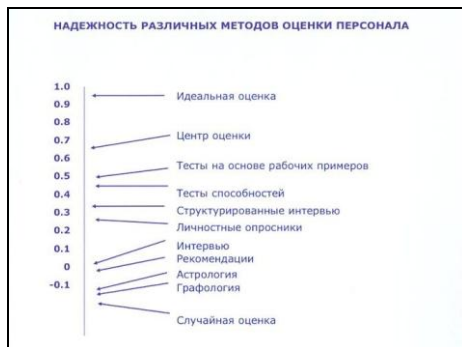 НАДЕЖНОСТЬ РАЗЛИЧНЫХ МЕТОДОВ ОЦЕНКИ ПЕРСОНАЛА
1.0
0.9
0.8
0.7
0.6
0.5
0.4
0.3
0.2
0.1
0
-0.1
Идеальная оценка
Центр оценки
Тесты на основе рабочих примеров
Тесты способностей
Структурированные интервью
Личностные опросники
Интервью
Рекомендации
Астрология
Графология
Случайная оценка